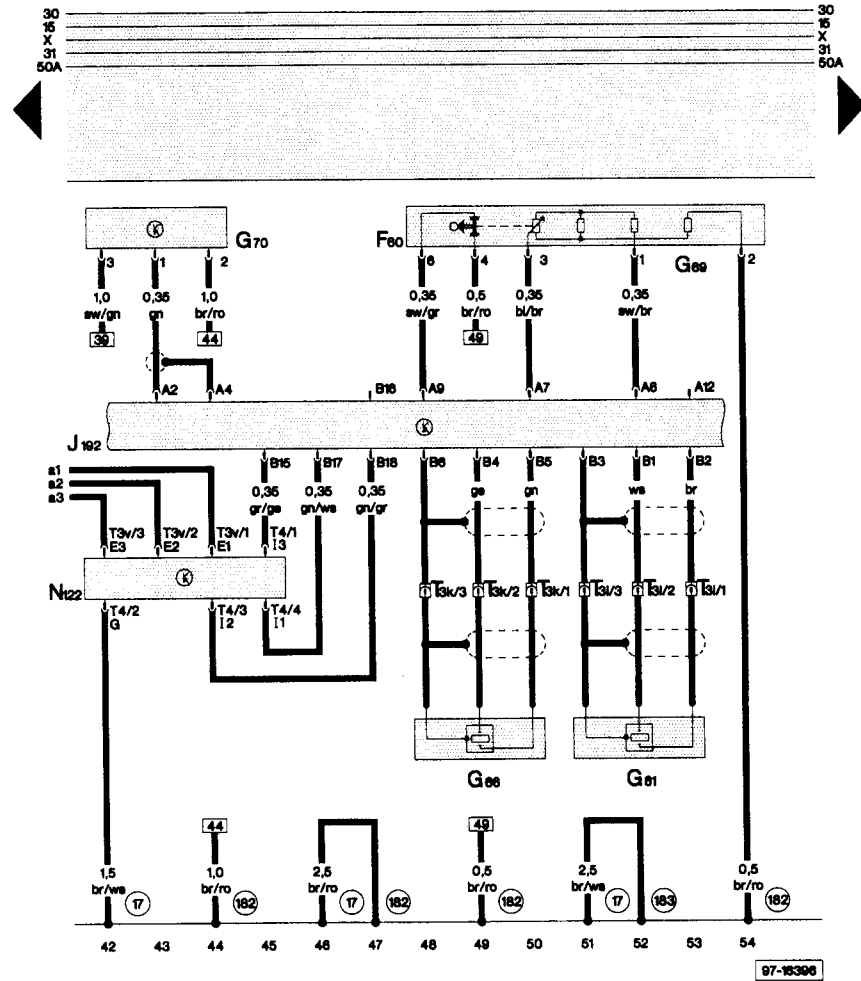 30 30
15 15
X X
31 31
50A 50A
K G70 F60 G69
3 1 2 6 4 3 1 2
1,0 0,35 1,0 0,35 0,5 0,35 0,35
sw/gn gn br/ro sw/gr br/ro bl/br sw/br
39 44 49
A2 A4 B16 A9 A7 A6 A12
K
J192
B15 B17 B18 B6 B4 B5 B3 B1 B2
a1
a2
a3
0,35 0,35 0,35 ge gn ws br
gr/ge gn/ws gn/gr
T3v/3 T3v/2 T3v/1 T4/1
E3 E2 E1 I3
N122 K T3k/3 T3k/2 T3k/1 T3l/3 T3l/2 T3l/1
T4/2 T4/3 T4/4
G I2 I1
G66 G61
44 49
1,5 1,0 2,5 0,5 2,5 0,5
br/ws br/ro br/ro br/ro br/ws br/ro
17 182 17 182 182 17 183 182
42 43 44 45 46 47 48 49 50 51 52 53 54
97-16396